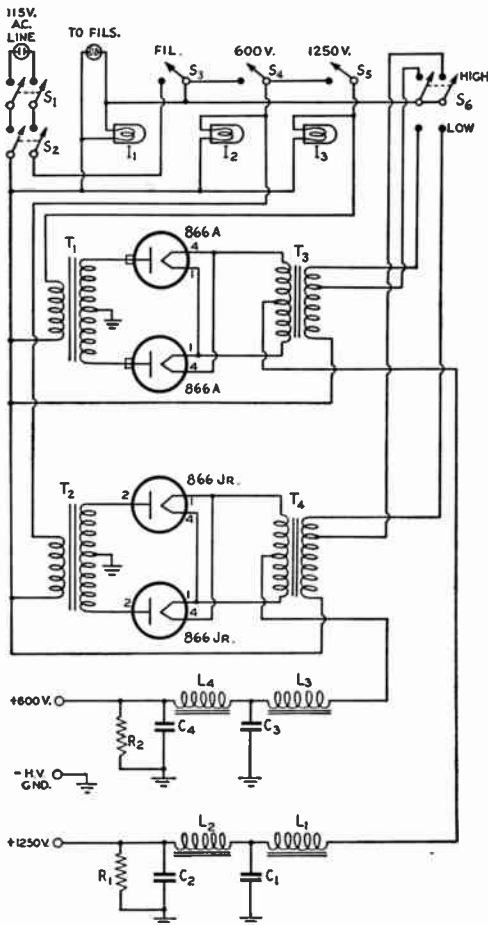 115V.
AC.
LINE
TO FILS.
FIL.
600V.
1250V.
S1
S2
S3
S4
S5
HIGH
S6
LOW
I1
I2
I3
T1
866A
4
1
T3
1
4
866A
T2
2
866 JR.
1
4
T4
2
1
4
866 JR.
L4
L3
+600V.
R2
C4
C3
- H.V.
GND.
L2
L1
+1250V.
R1
C2
C1